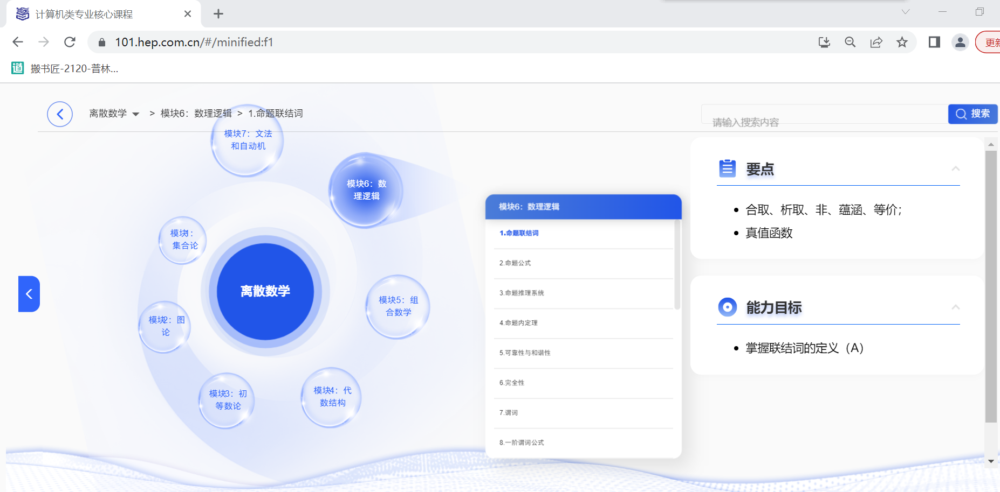 计算机类专业核心课程
101.hep.com.cn/#/minified:f1
更新
搬书匠-2120-普林...
离散数学 > 模块6：数理逻辑 > 1.命题联结词
请输入搜索内容
搜索
模块7：文法
和自动机
模块6：数
理逻辑
模块1：
集合论
离散数学
模块5：组
合数学
模块2：图
论
模块3：初
等数论
模块4：代
数结构
模块6：数理逻辑
1.命题联结词
2.命题公式
3.命题推理系统
4.命题内定理
5.可靠性与和谐性
6.完全性
7.谓词
8.一阶谓词公式
要点
合取、析取、非、蕴涵、等价；
真值函数
能力目标
掌握联结词的定义（A）